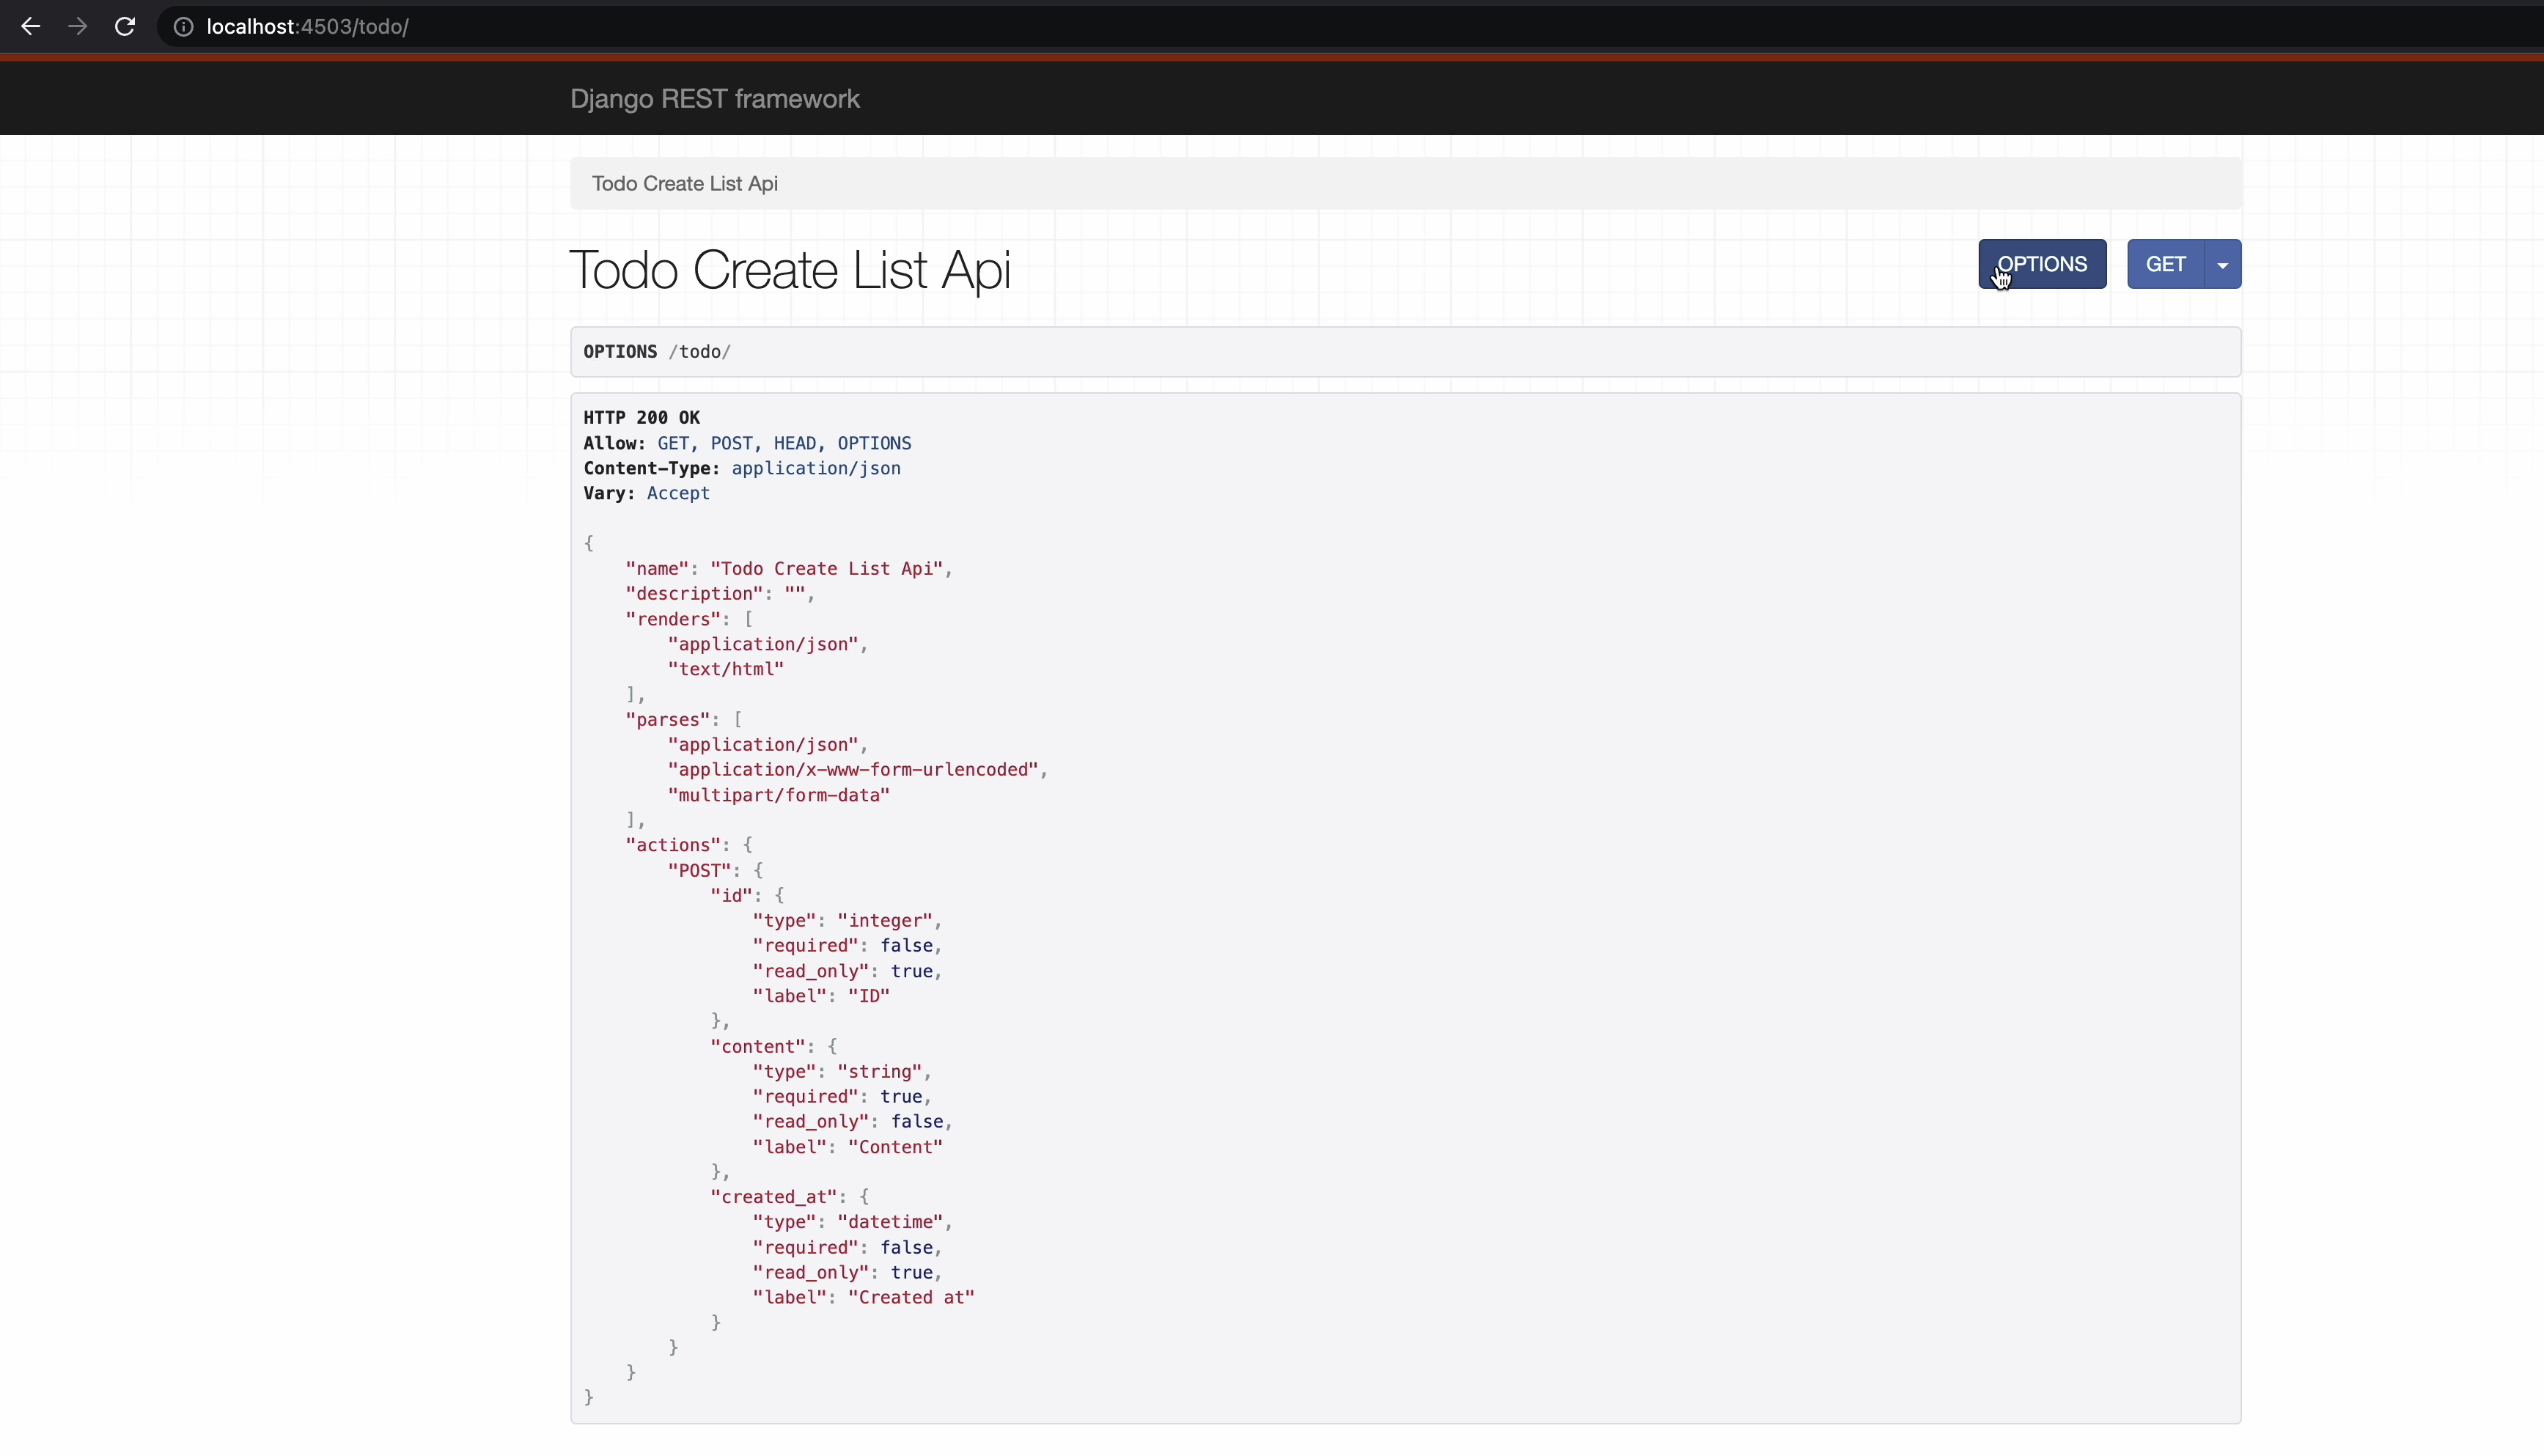 localhost:4503/todo/
Django REST framework
Todo Create List Api
Todo Create List Api
OPTIONS
GET
OPTIONS /todo/
HTTP 200 OK
Allow: GET, POST, HEAD, OPTIONS
Content-Type: application/json
Vary: Accept
{
    "name": "Todo Create List Api",
    "description": "",
    "renders": [
        "application/json",
        "text/html"
    ],
    "parses": [
        "application/json",
        "application/x-www-form-urlencoded",
        "multipart/form-data"
    ],
    "actions": {
        "POST": {
            "id": {
                "type": "integer",
                "required": false,
                "read_only": true,
                "label": "ID"
            },
            "content": {
                "type": "string",
                "required": true,
                "read_only": false,
                "label": "Content"
            },
            "created_at": {
                "type": "datetime",
                "required": false,
                "read_only": true,
                "label": "Created at"
            }
        }
    }
}